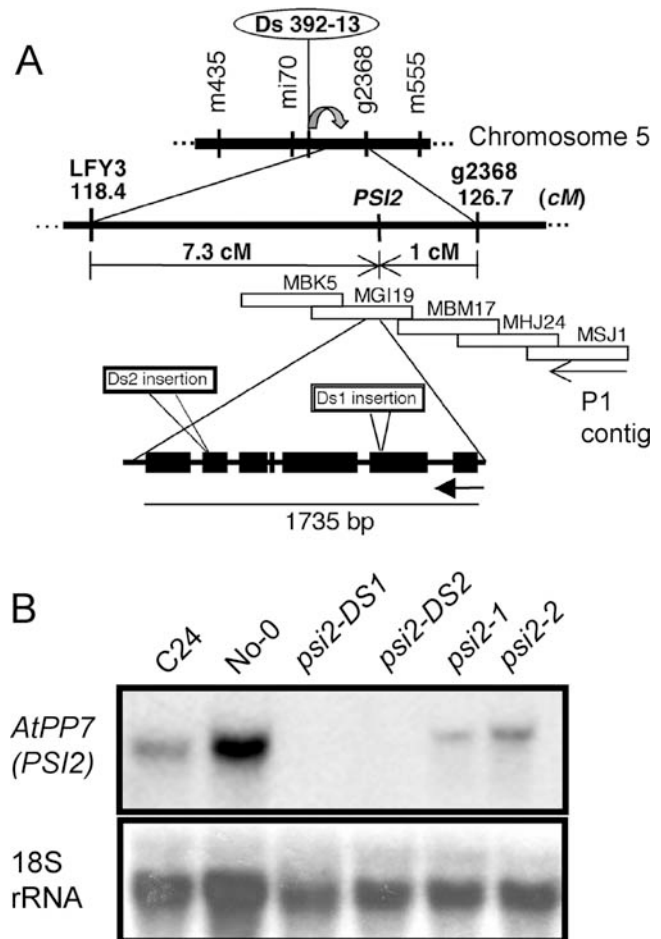 A
Ds 392-13
m435
mi70
g2368
m555
Chromosome 5
LFY3
118.4
PSI2
g2368
126.7
(cM)
7.3 cM
1 cM
MBK5
MGI19
MBM17
MHJ24
MSJ1
P1
contig
Ds2 insertion
Ds1 insertion
1735 bp
B
C24
No-0
psi2-DS1
psi2-DS2
psi2-1
psi2-2
AtPP7
(PSI2)
18S
rRNA